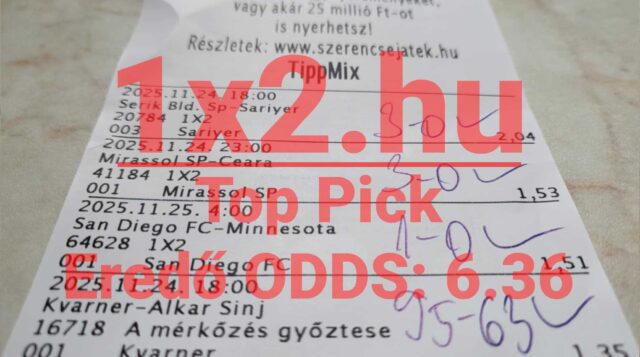 vagy akár 25 millió Ft-ot
is nyerhetsz!
Részletek: www.szerencsejatek.hu
TippMix
1x2.hu
2025.11.24. 18:00
Serik Bld. Sp-Sariyer
20784 1X2
003 Sariyer 2,04
3-0
2025.11.24. 23:00
Mirassol SP-Ceara
41184 1X2
001 Mirassol SP 1,53
3-0
Top Pick
2025.11.25. 4:00
San Diego FC-Minnesota
64628 1X2
001 San Diego FC 1,51
1-0
Eredő ODDS: 6.36
2025.11.24. 18:00
Kvarner-Alkar Sinj
16718 A mérkőzés győztese
001 Kvarner 1,35
95-63